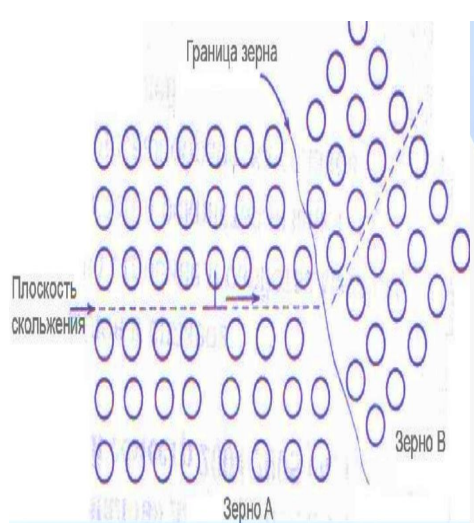 Граница зерна
Плоскость
скольжения
Зерно B
Зерно A